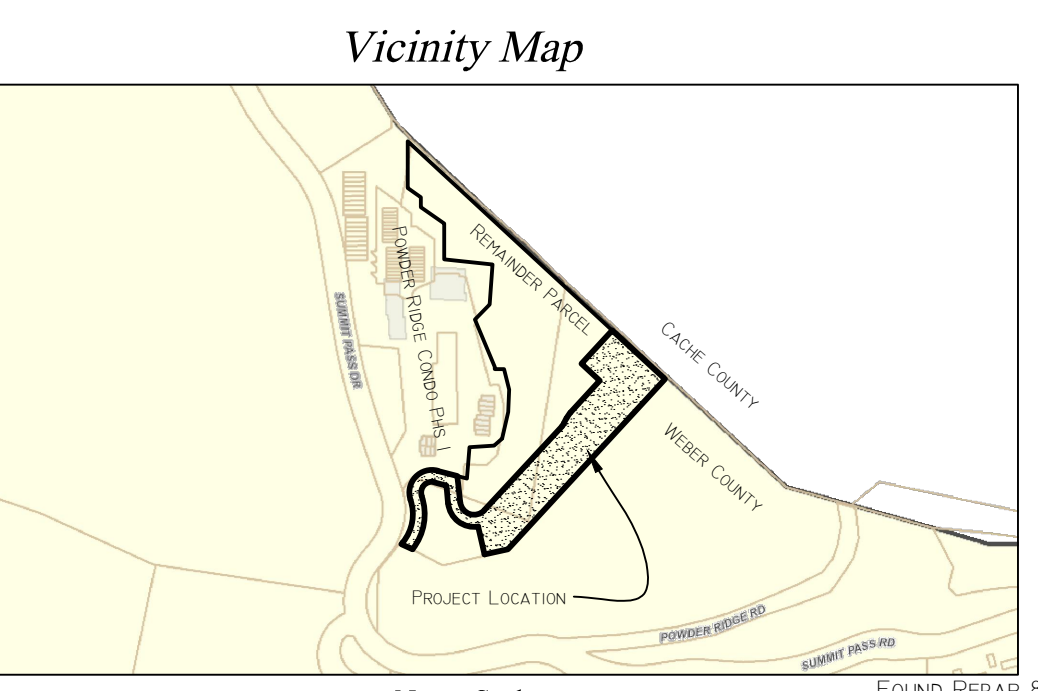 Vicinity Map
REMAINDER PARCEL
POWDER RIDGE CONDO PHS 1
SUMMIT PASS DR
CACHE COUNTY
WEBER COUNTY
PROJECT LOCATION
POWDER RIDGE RD
SUMMIT PASS RD
FOUND REBAR &